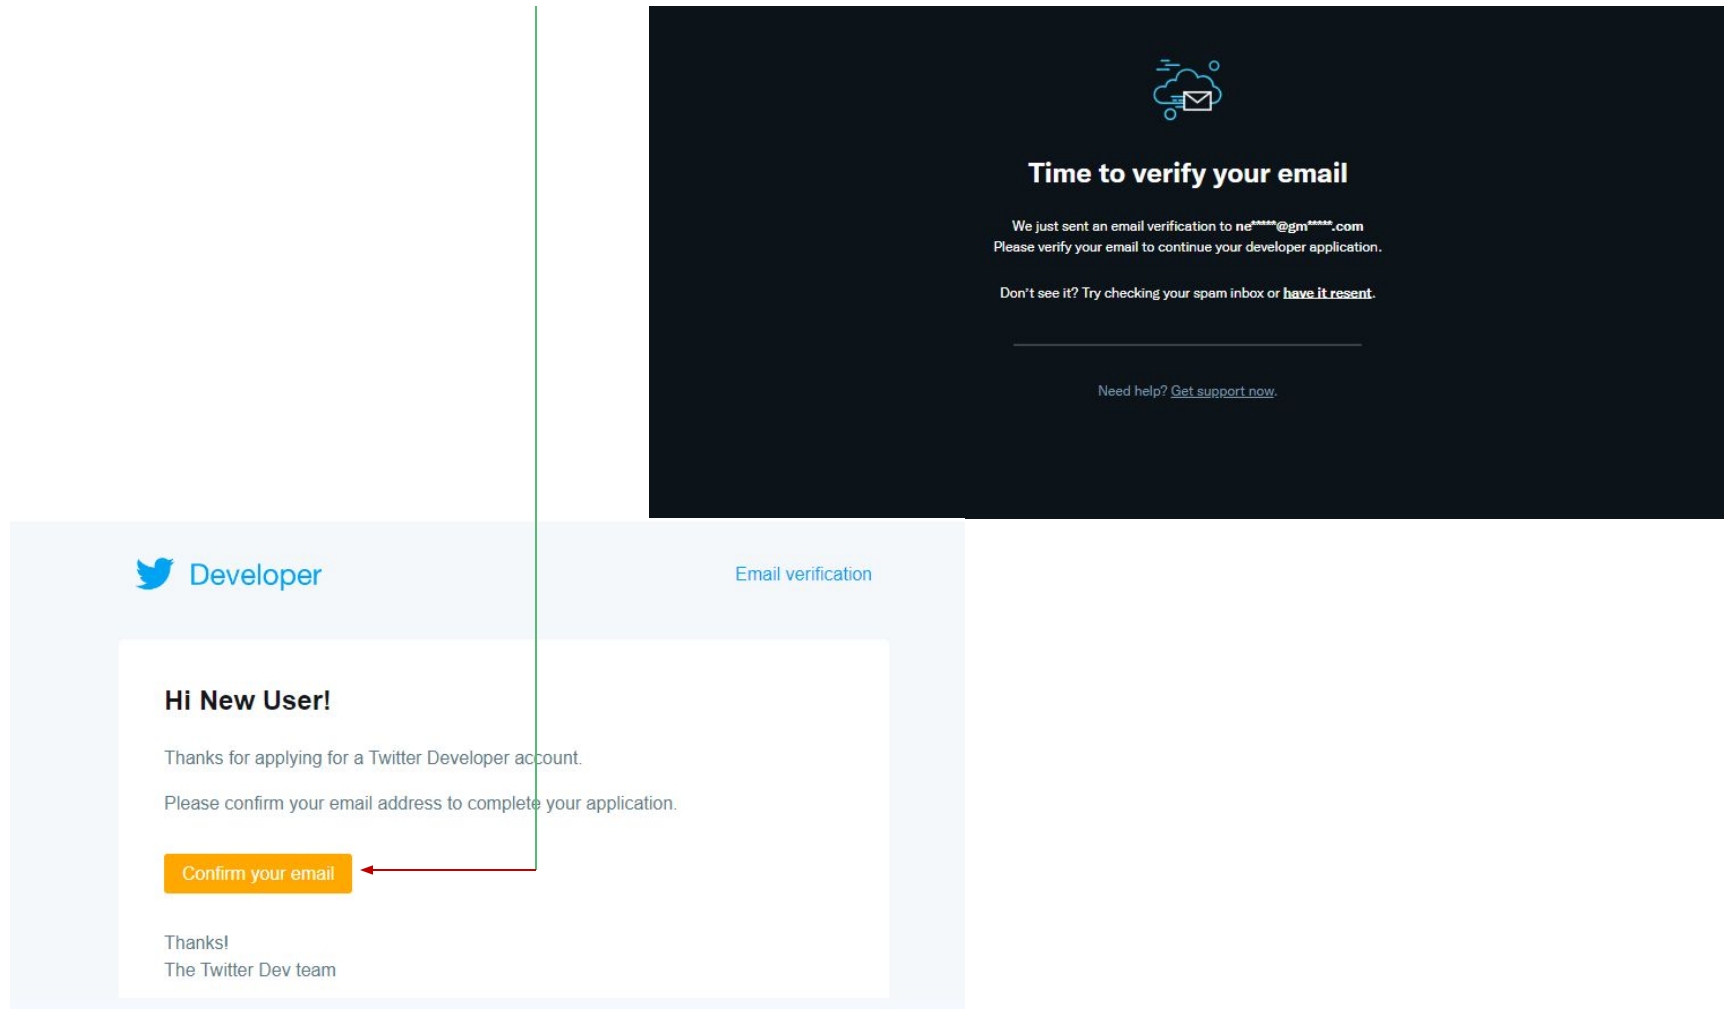 Time to verify your email
We just sent an email verification to ne*****@gm*****.com
Please verify your email to continue your developer application.
Don't see it? Try checking your spam inbox or have it resent.
Need help? Get support now.
Developer
Email verification
Hi New User!
Thanks for applying for a Twitter Developer account.
Please confirm your email address to complete your application.
Confirm your email
Thanks!
The Twitter Dev team